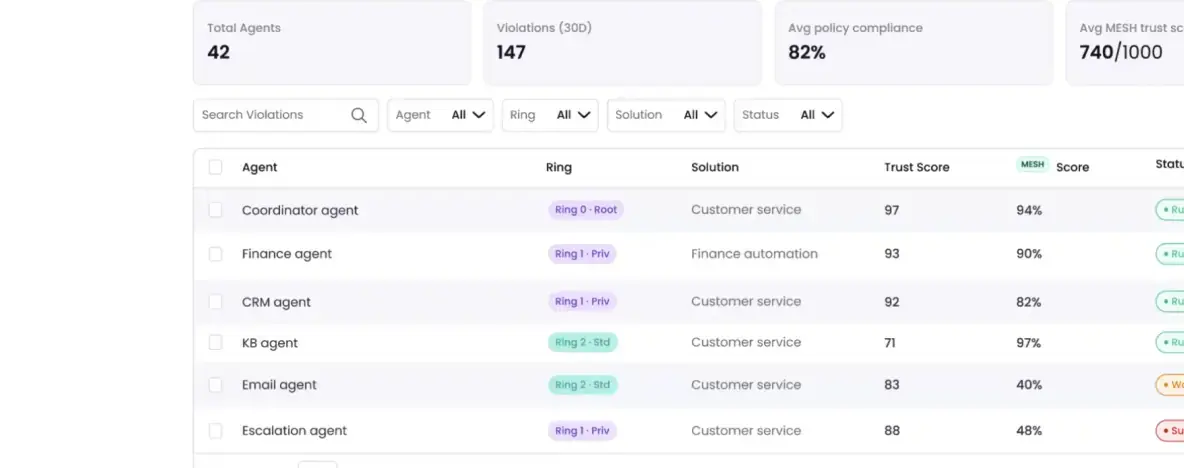 Total Agents
42
Violations (30D)
147
Avg policy compliance
82%
Avg MESH trust
740/1000
Search Violations
Agent All
Ring All
Solution All
Status All
Agent Ring Solution Trust Score MESH Score
Coordinator agent Ring 0 · Root Customer service 97 94%
Finance agent Ring 1 · Priv Finance automation 93 90%
CRM agent Ring 1 · Priv Customer service 92 82%
KB agent Ring 2 · Std Customer service 71 97%
Email agent Ring 2 · Std Customer service 83 40%
Escalation agent Ring 1 · Priv Customer service 88 48%